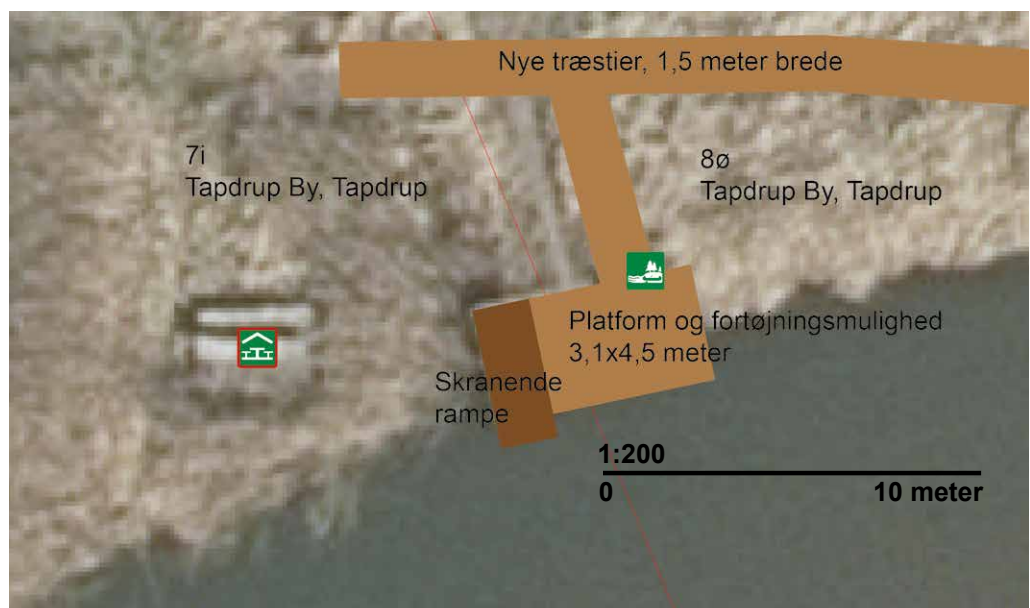 Nye træstier, 1,5 meter brede
7i
Tapdrup By, Tapdrup
8ø
Tapdrup By, Tapdrup
Platform og fortøjningsmulighed
3,1x4,5 meter
Skrånende
rampe
1:200
0 10 meter